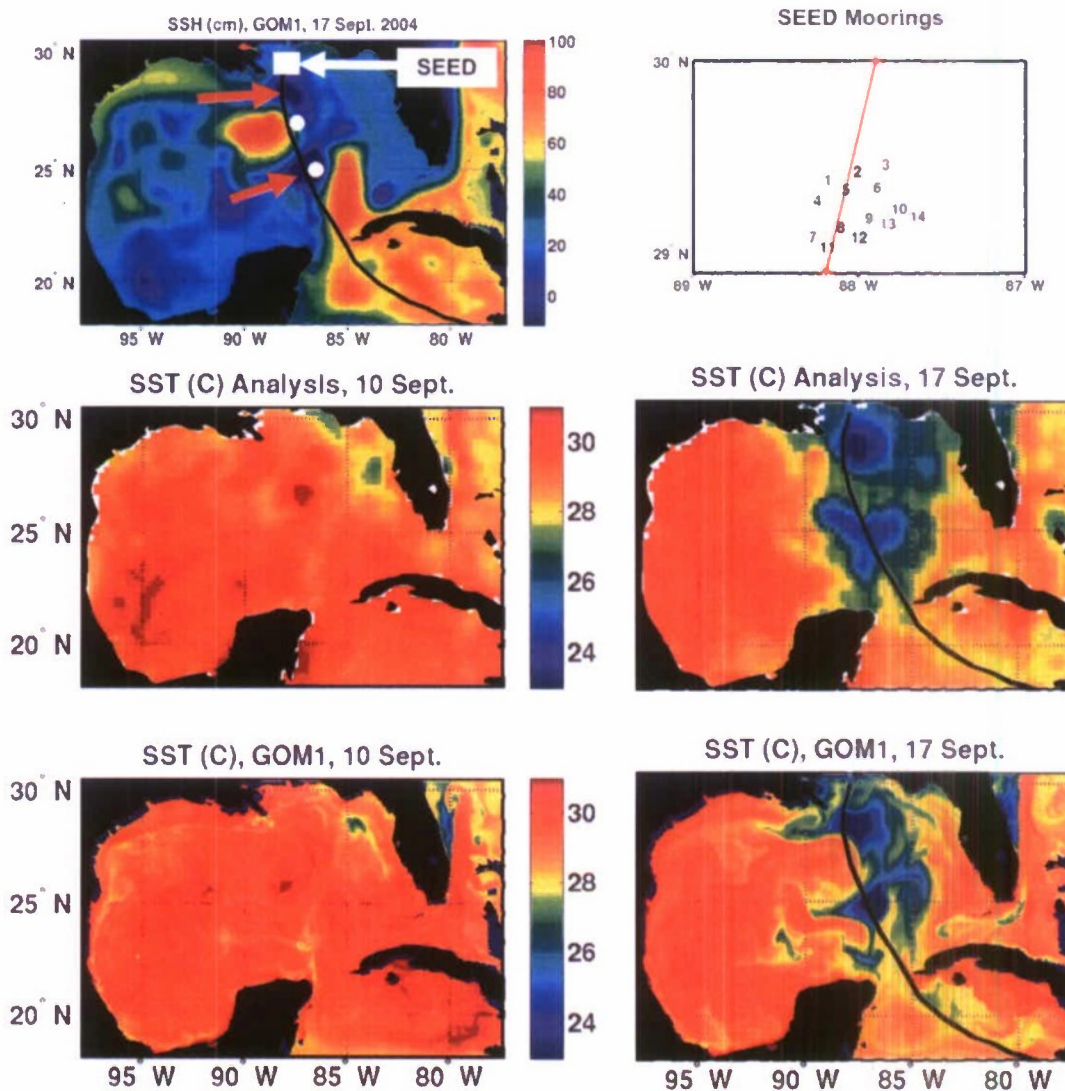 SSH (cm), GOM1, 17 Sept. 2004
30° N
25° N
20° N
95° W
90° W
85° W
80° W
SEED
100
80
60
40
20
0
SEED Moorings
30° N
29° N
89° W
88° W
87° W
1
2
3
4
5
6
7
8
9
10
11
12
13
14
SST (C) Analysis, 10 Sept.
30° N
25° N
20° N
30
28
26
24
SST (C) Analysis, 17 Sept.
SST (C), GOM1, 10 Sept.
30° N
25° N
20° N
95° W
90° W
85° W
80° W
30
28
26
24
SST (C), GOM1, 17 Sept.
95° W
90° W
85° W
80° W